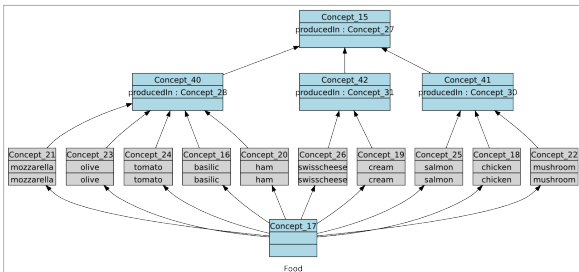 Concept_15
producedIn : Concept_27
Concept_40
producedIn : Concept_28
Concept_42
producedIn : Concept_31
Concept_41
producedIn : Concept_30
Concept_21
mozzarella
mozzarella
Concept_23
olive
olive
Concept_24
tomato
tomato
Concept_16
basilic
basilic
Concept_20
ham
ham
Concept_26
swisscheese
swisscheese
Concept_19
cream
cream
Concept_25
salmon
salmon
Concept_18
chicken
chicken
Concept_22
mushroom
mushroom
Concept_17
Food